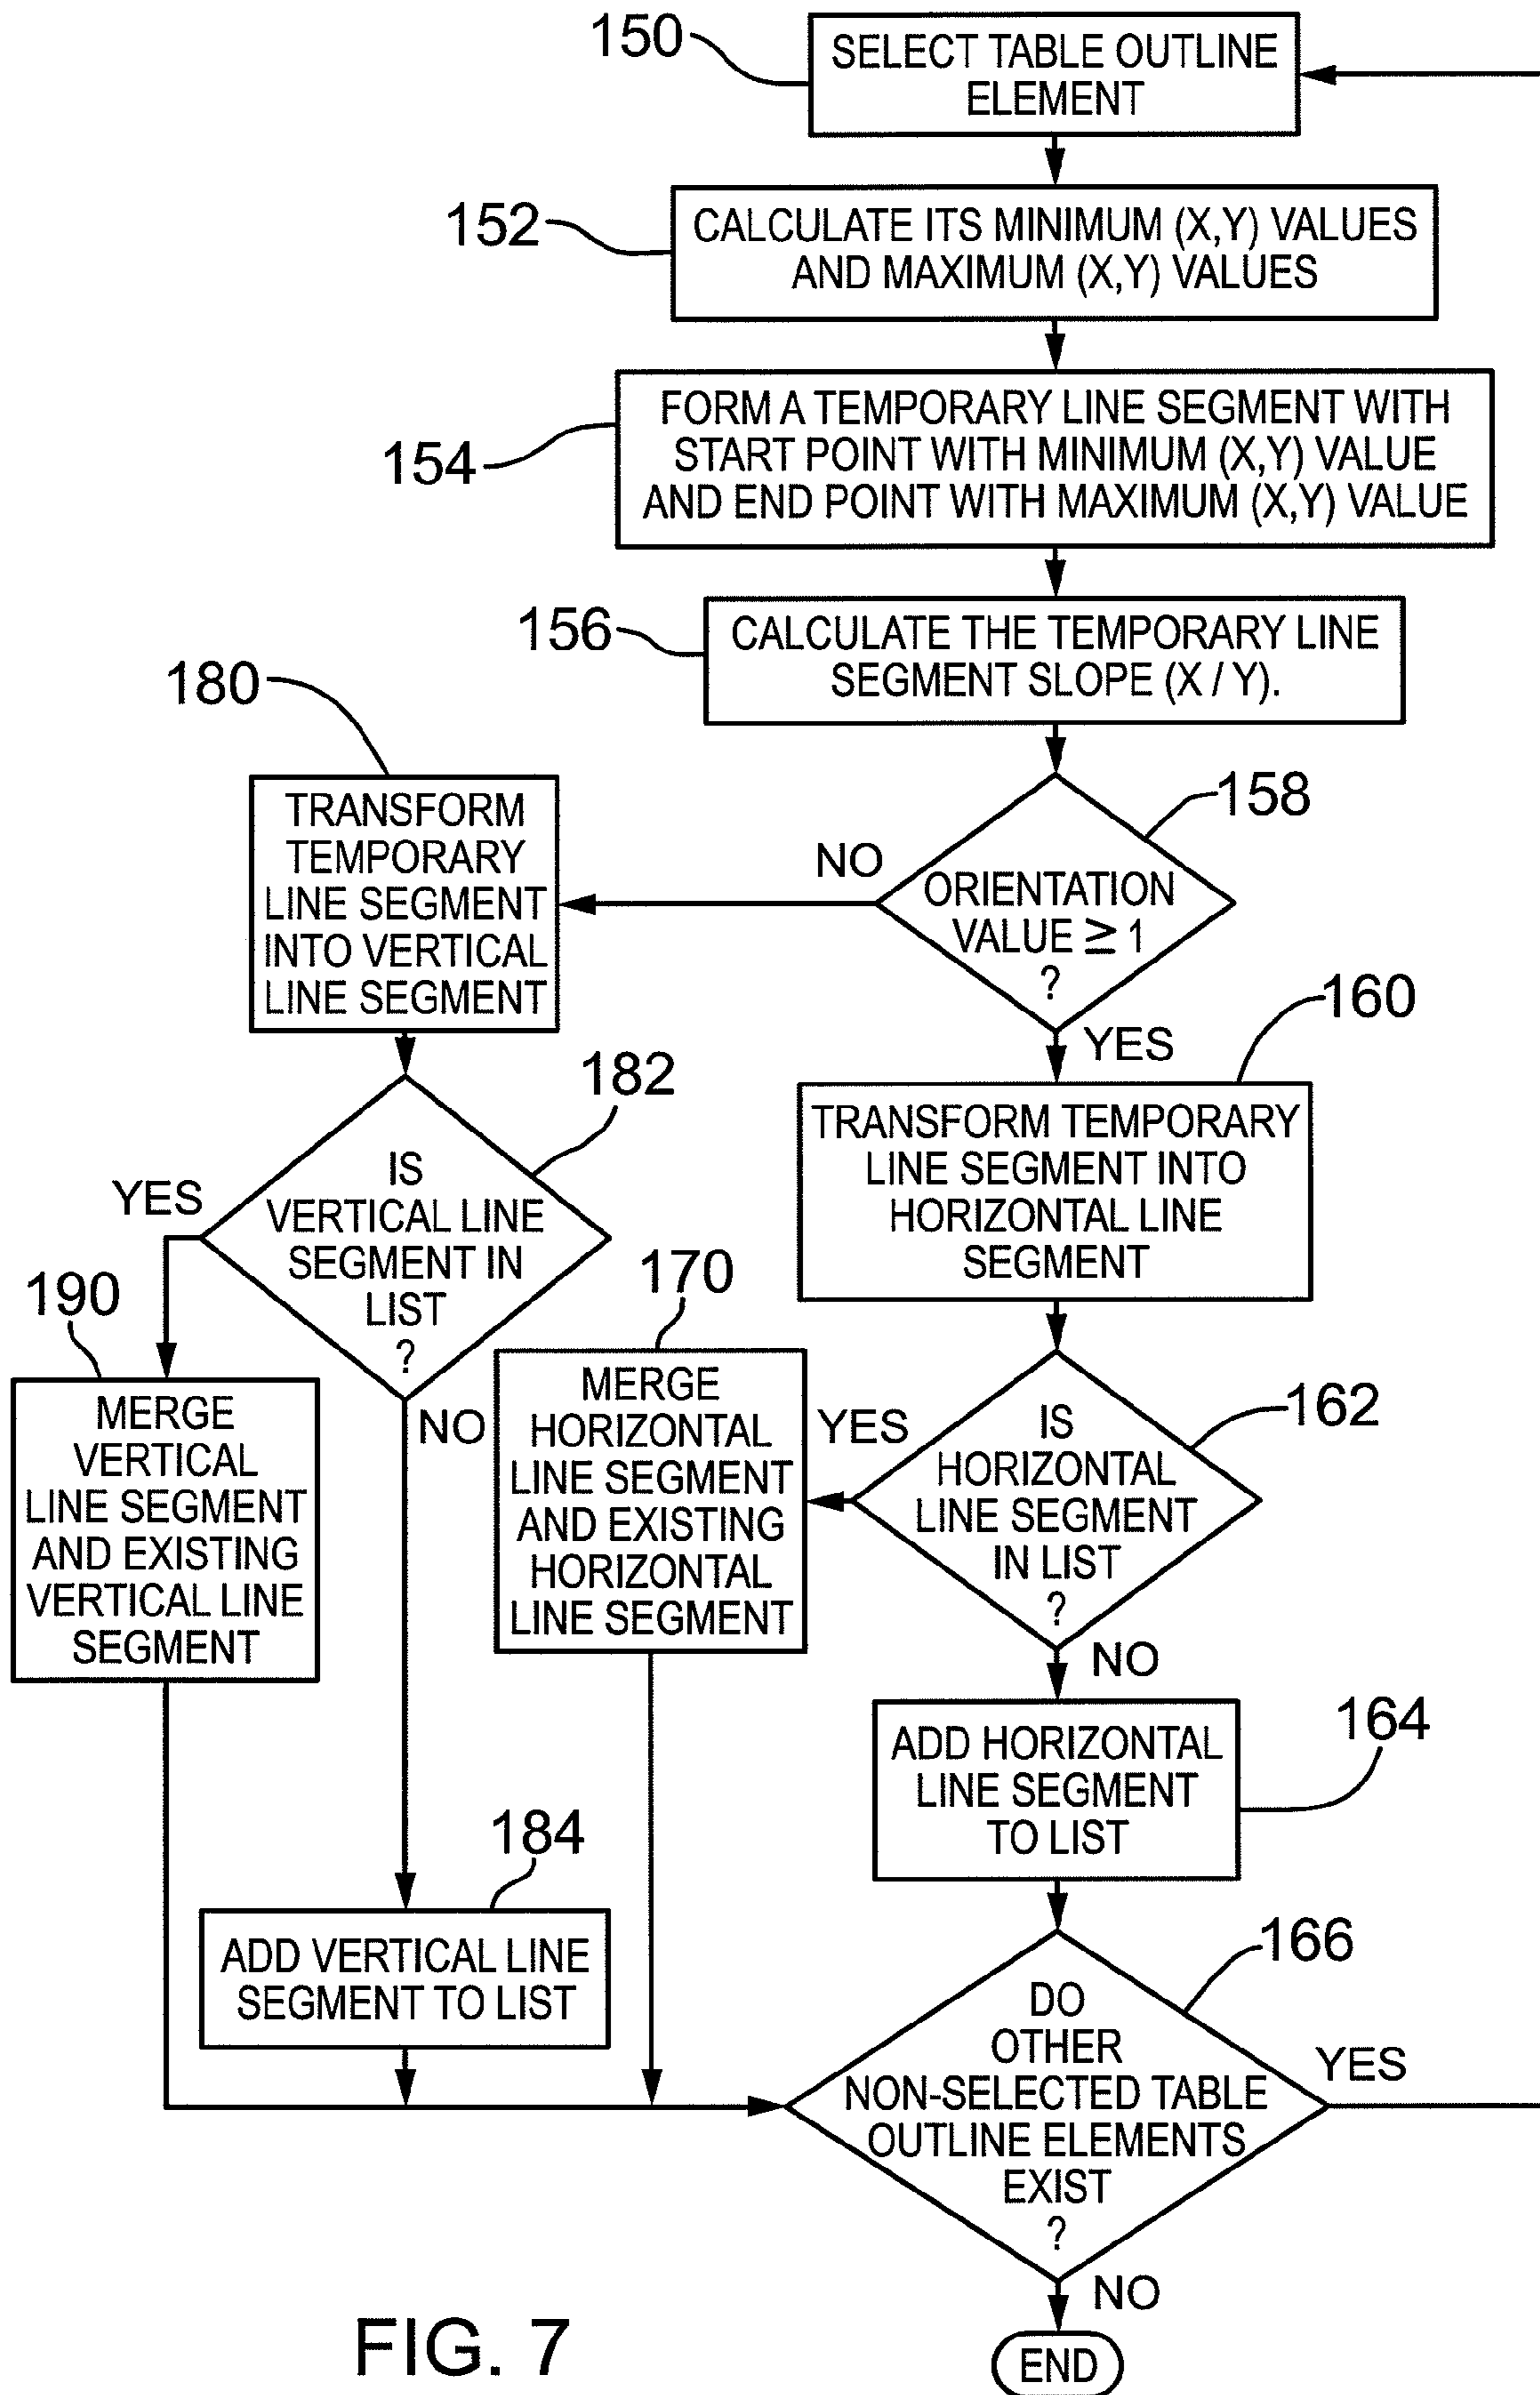 150
SELECT TABLE OUTLINE
ELEMENT
152
CALCULATE ITS MINIMUM (X,Y) VALUES
AND MAXIMUM (X,Y) VALUES
154
FORM A TEMPORARY LINE SEGMENT WITH
START POINT WITH MINIMUM (X,Y) VALUE
AND END POINT WITH MAXIMUM (X,Y) VALUE
156
CALCULATE THE TEMPORARY LINE
SEGMENT SLOPE (X / Y).
158
ORIENTATION
VALUE ≧ 1
?
NO
YES
180
TRANSFORM
TEMPORARY
LINE SEGMENT
INTO VERTICAL
LINE SEGMENT
160
TRANSFORM TEMPORARY
LINE SEGMENT INTO
HORIZONTAL LINE
SEGMENT
182
IS
VERTICAL LINE
SEGMENT IN
LIST
?
YES
NO
190
MERGE
VERTICAL
LINE SEGMENT
AND EXISTING
VERTICAL LINE
SEGMENT
170
MERGE
HORIZONTAL
LINE SEGMENT
AND EXISTING
HORIZONTAL
LINE SEGMENT
162
IS
HORIZONTAL
LINE SEGMENT
IN LIST
?
YES
NO
164
ADD HORIZONTAL
LINE SEGMENT
TO LIST
184
ADD VERTICAL LINE
SEGMENT TO LIST
166
DO
OTHER
NON-SELECTED TABLE
OUTLINE ELEMENTS
EXIST
?
YES
NO
END
FIG. 7